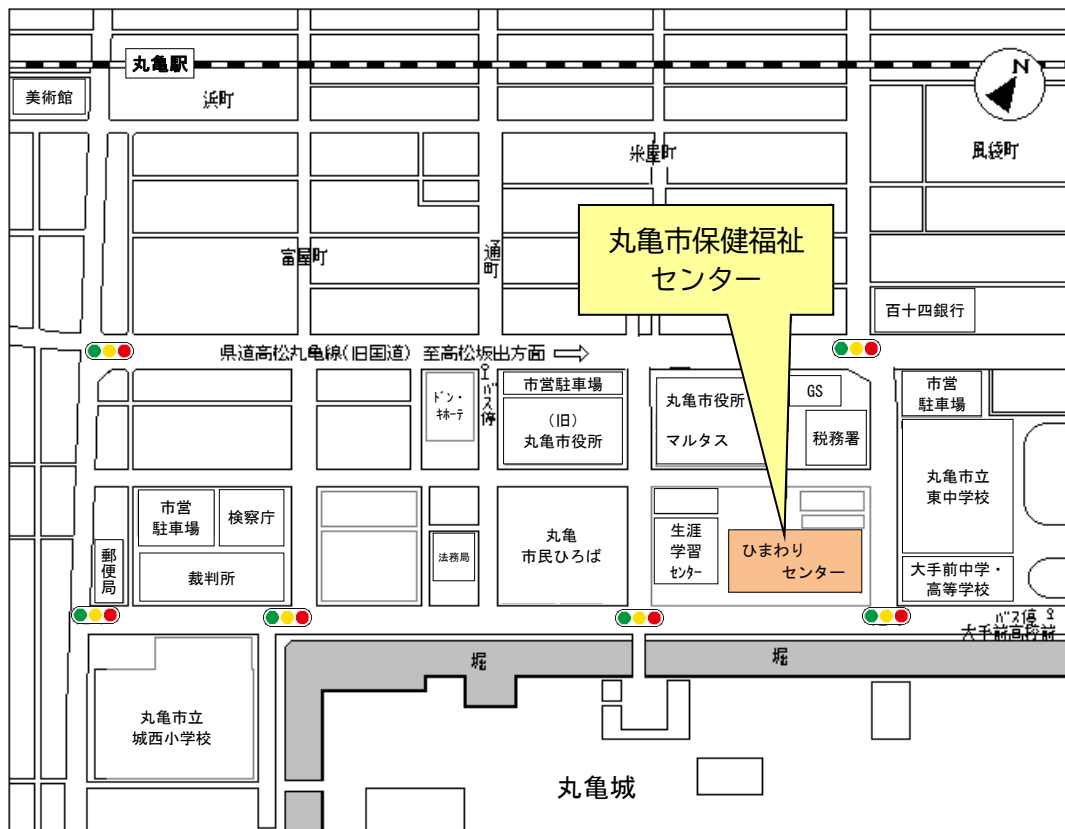 丸亀駅
N
美術館
浜町
米屋町
風袋町
丸亀市保健福祉
センター
富屋町
通町
百十四銀行
県道高松丸亀線(旧国道) 至高松坂出方面
バス停
ドン・
キホーテ
市営駐車場
(旧)
丸亀市役所
丸亀市役所
マルタス
GS
税務署
市営
駐車場
丸亀市立
東中学校
市営
駐車場
検察庁
裁判所
郵便局
法務局
丸亀
市民ひろば
生涯
学習
センター
ひまわり
センター
大手前中学・
高等学校
バス停
大手前高校前
堀
堀
丸亀市立
城西小学校
丸亀城